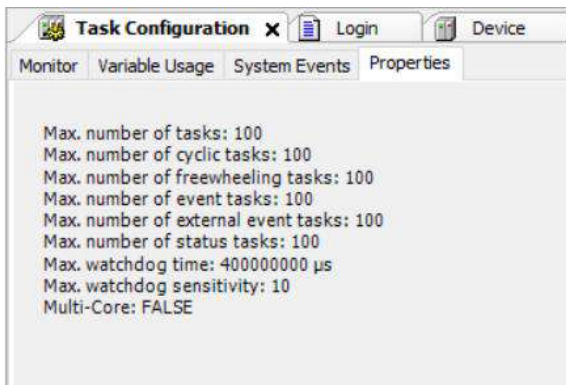 Task Configuration x Login Device
Monitor Variable Usage System Events Properties
Max. number of tasks: 100
Max. number of cyclic tasks: 100
Max. number of freewheeling tasks: 100
Max. number of event tasks: 100
Max. number of external event tasks: 100
Max. number of status tasks: 100
Max. watchdog time: 400000000 µs
Max. watchdog sensitivity: 10
Multi-Core: FALSE